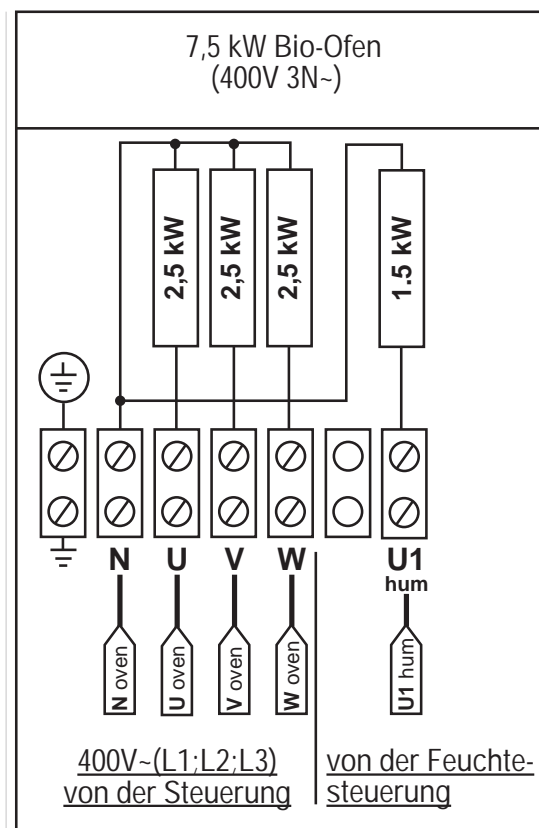 7,5 kW Bio-Ofen
(400V 3N~)
2,5 kW
2,5 kW
2,5 kW
1.5 kW
N U V W U1
hum
N oven
U oven
V oven
W oven
U1 hum
400V~(L1;L2;L3)
von der Steuerung
von der Feuchte-
steuerung